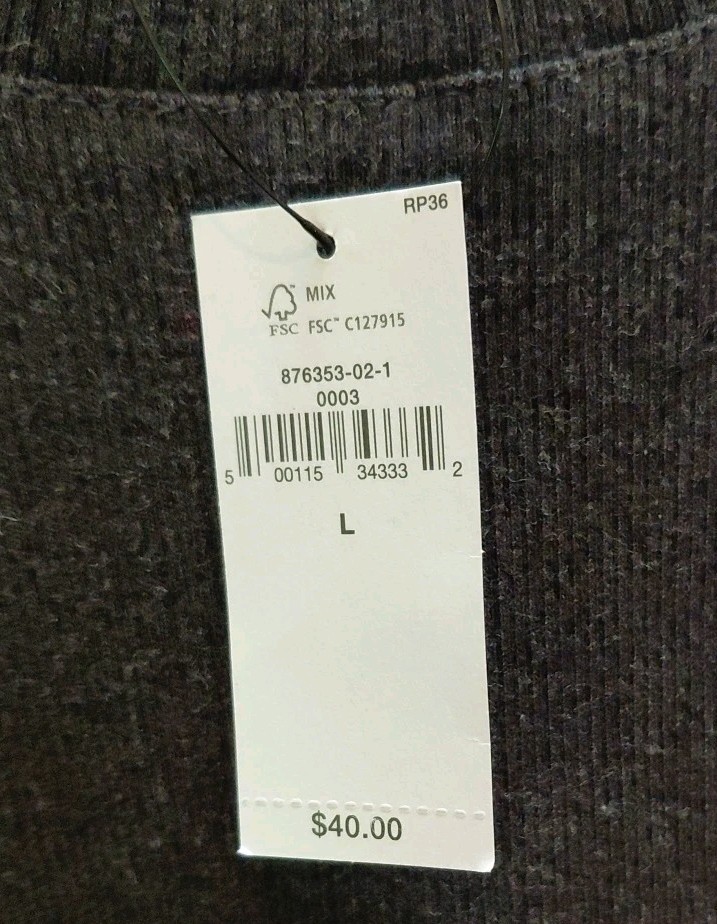 RP36
MIX
FSC FSC™ C127915
876353-02-1
0003
5 00115 34333 2
L
$40.00